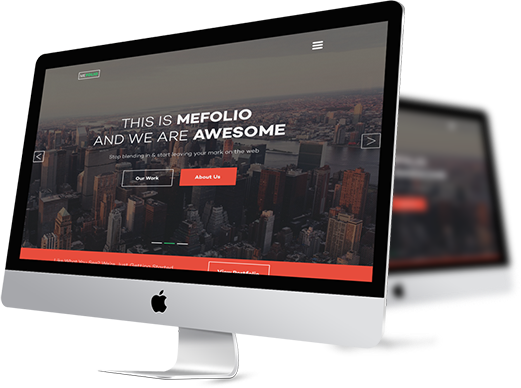 THIS IS MEFOLIO
AND WE ARE AWESOME
Stop blending in & start leaving your mark on the web
Our Work
About Us
View Portfolio